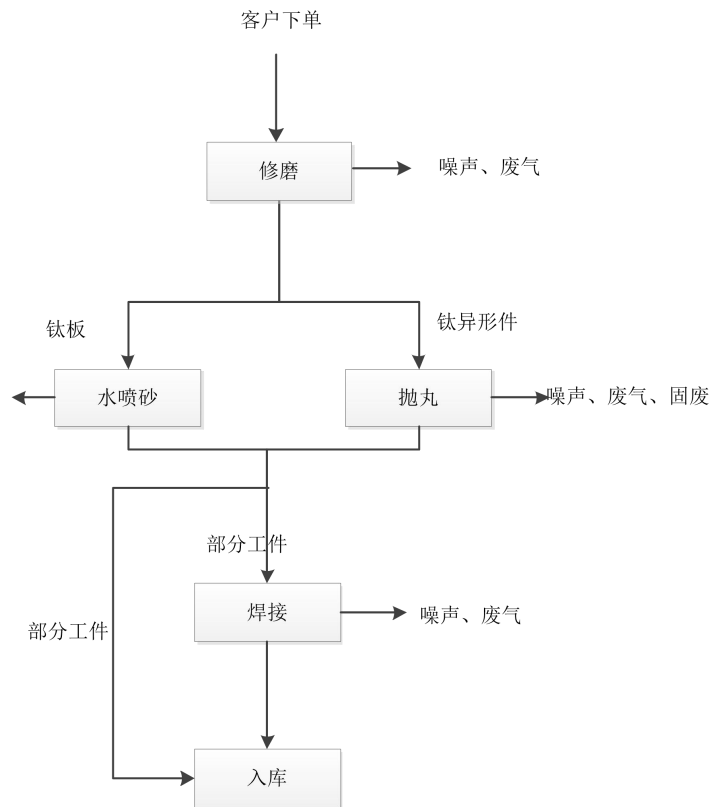 客户下单
修磨
噪声、废气
钛板
钛异形件
水喷砂
抛丸
噪声、废气、固废
部分工件
焊接
噪声、废气
部分工件
入库